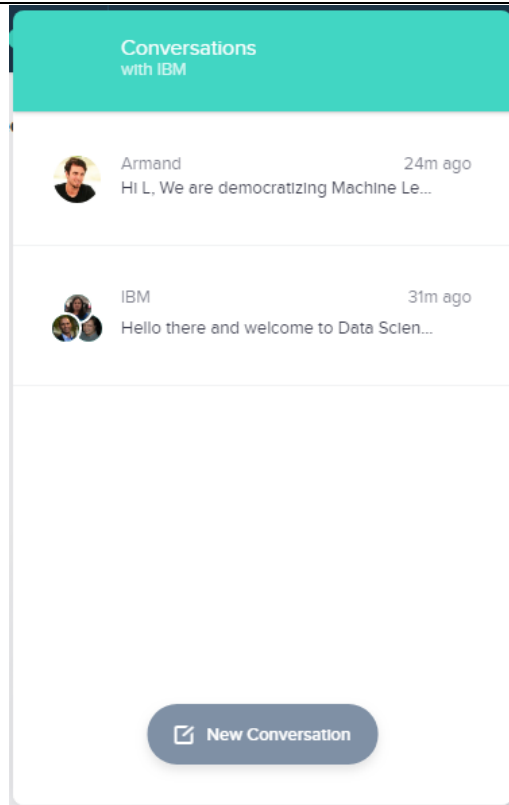 Conversations
with IBM
Armand 24m ago
Hi L, We are democratizing Machine Le...
IBM 31m ago
Hello there and welcome to Data Scien...
New Conversation